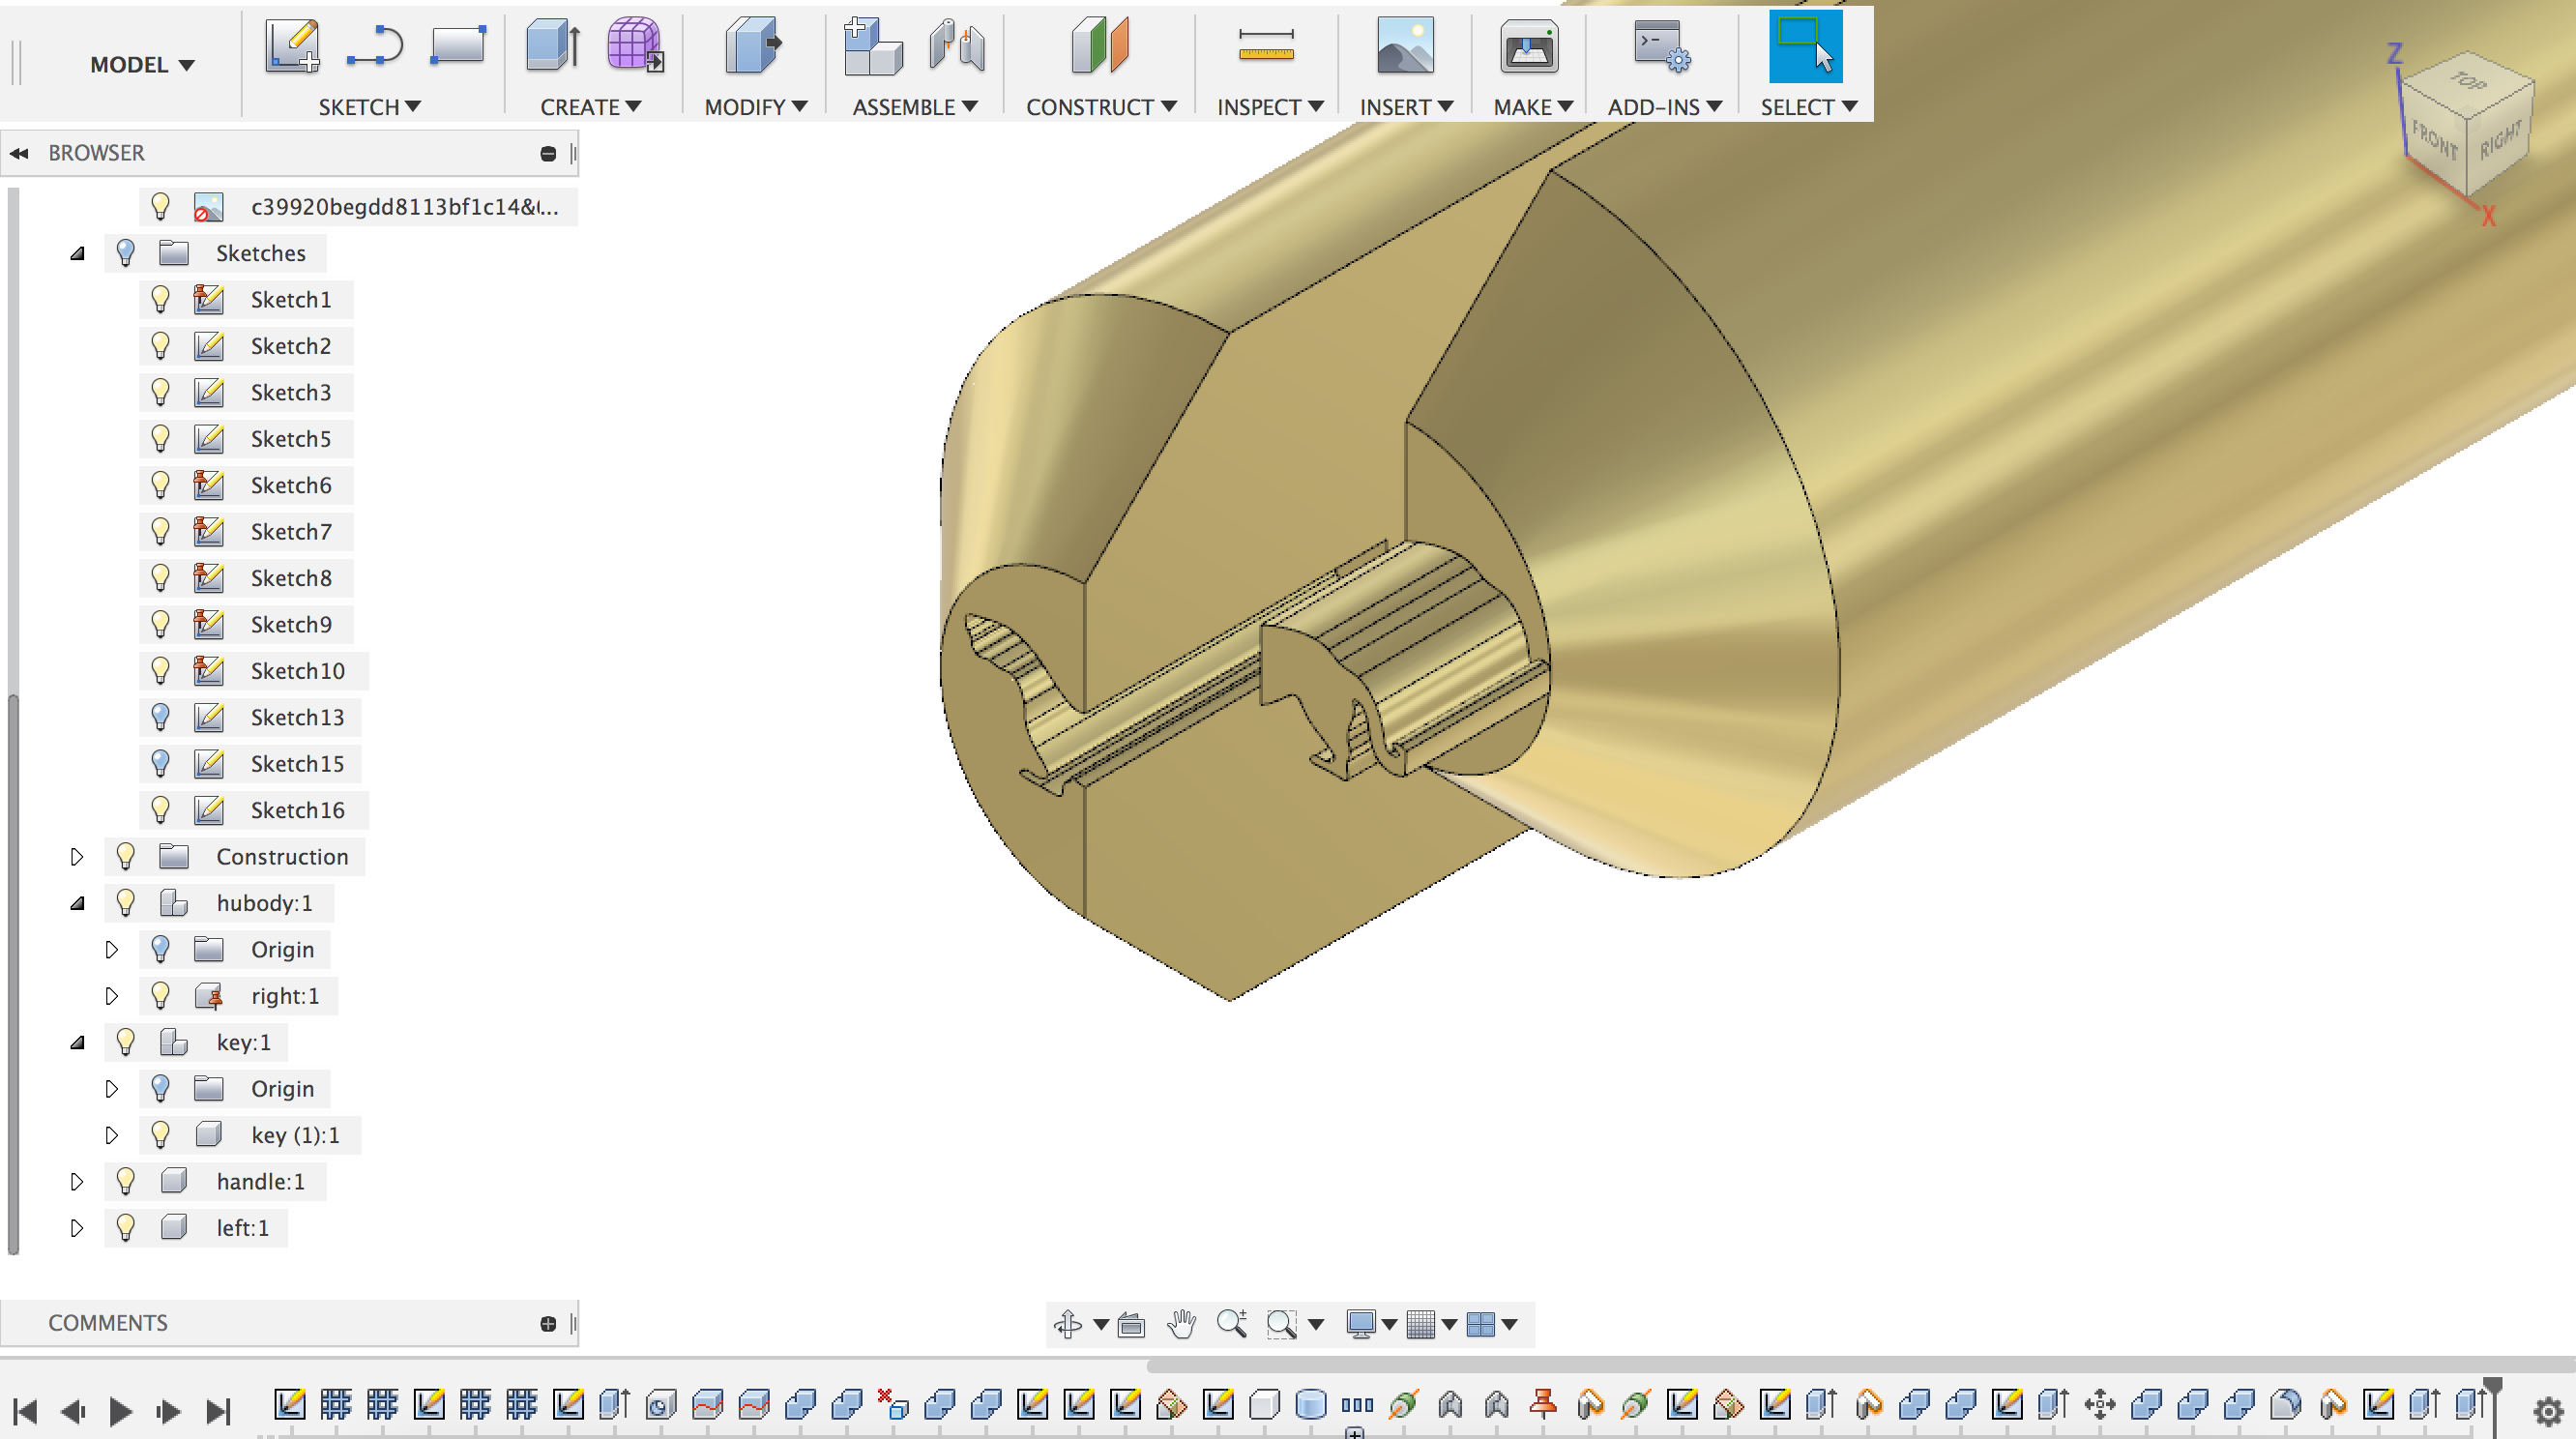 MODEL
SKETCH
CREATE
MODIFY
ASSEMBLE
CONSTRUCT
INSPECT
INSERT
MAKE
ADD-INS
SELECT
BROWSER
c39920begdd8113bf1c14&(...
Sketches
Sketch1
Sketch2
Sketch3
Sketch5
Sketch6
Sketch7
Sketch8
Sketch9
Sketch10
Sketch13
Sketch15
Sketch16
Construction
hubody:1
Origin
right:1
key:1
Origin
key (1):1
handle:1
left:1
COMMENTS
Z
TOP
FRONT
RIGHT
X